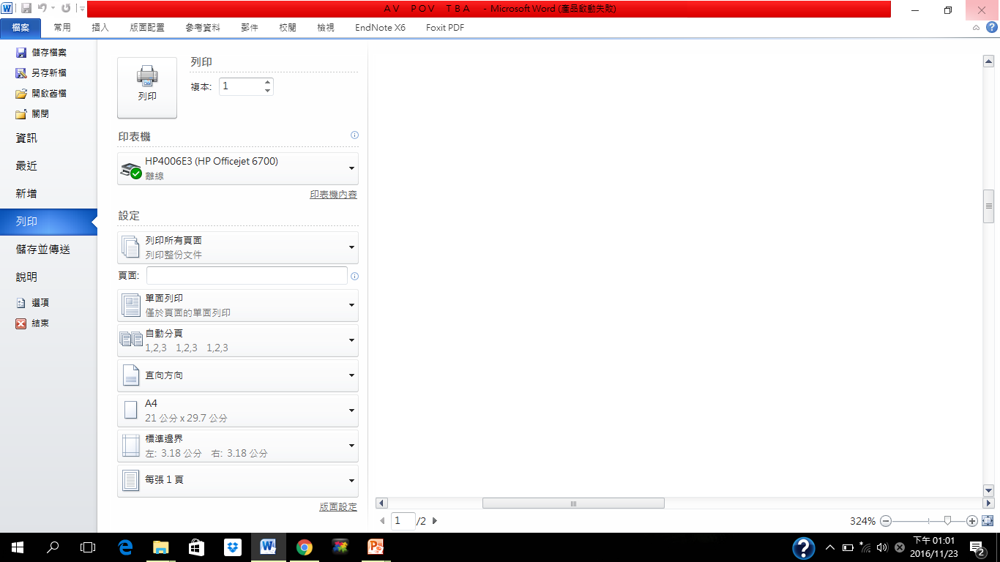 A V    P O V    T B A    - Microsoft Word (產品啟動失敗)
檔案 常用 插入 版面配置 參考資料 郵件 校閱 檢視 EndNote X6 Foxit PDF
儲存檔案
另存新檔
開啟舊檔
關閉
資訊
最近
新增
列印
儲存並傳送
說明
選項
結束
列印
列印
複本: 1
印表機
HP4006E3 (HP Officejet 6700)
離線
印表機內容
設定
列印所有頁面
列印整份文件
頁面:
單面列印
僅於頁面的單面列印
自動分頁
1,2,3 1,2,3 1,2,3
直向方向
A4
21 公分 x 29.7 公分
標準邊界
左: 3.18 公分 右: 3.18 公分
每張 1 頁
版面設定
1 /2
324%
下午 01:01
2016/11/23
2